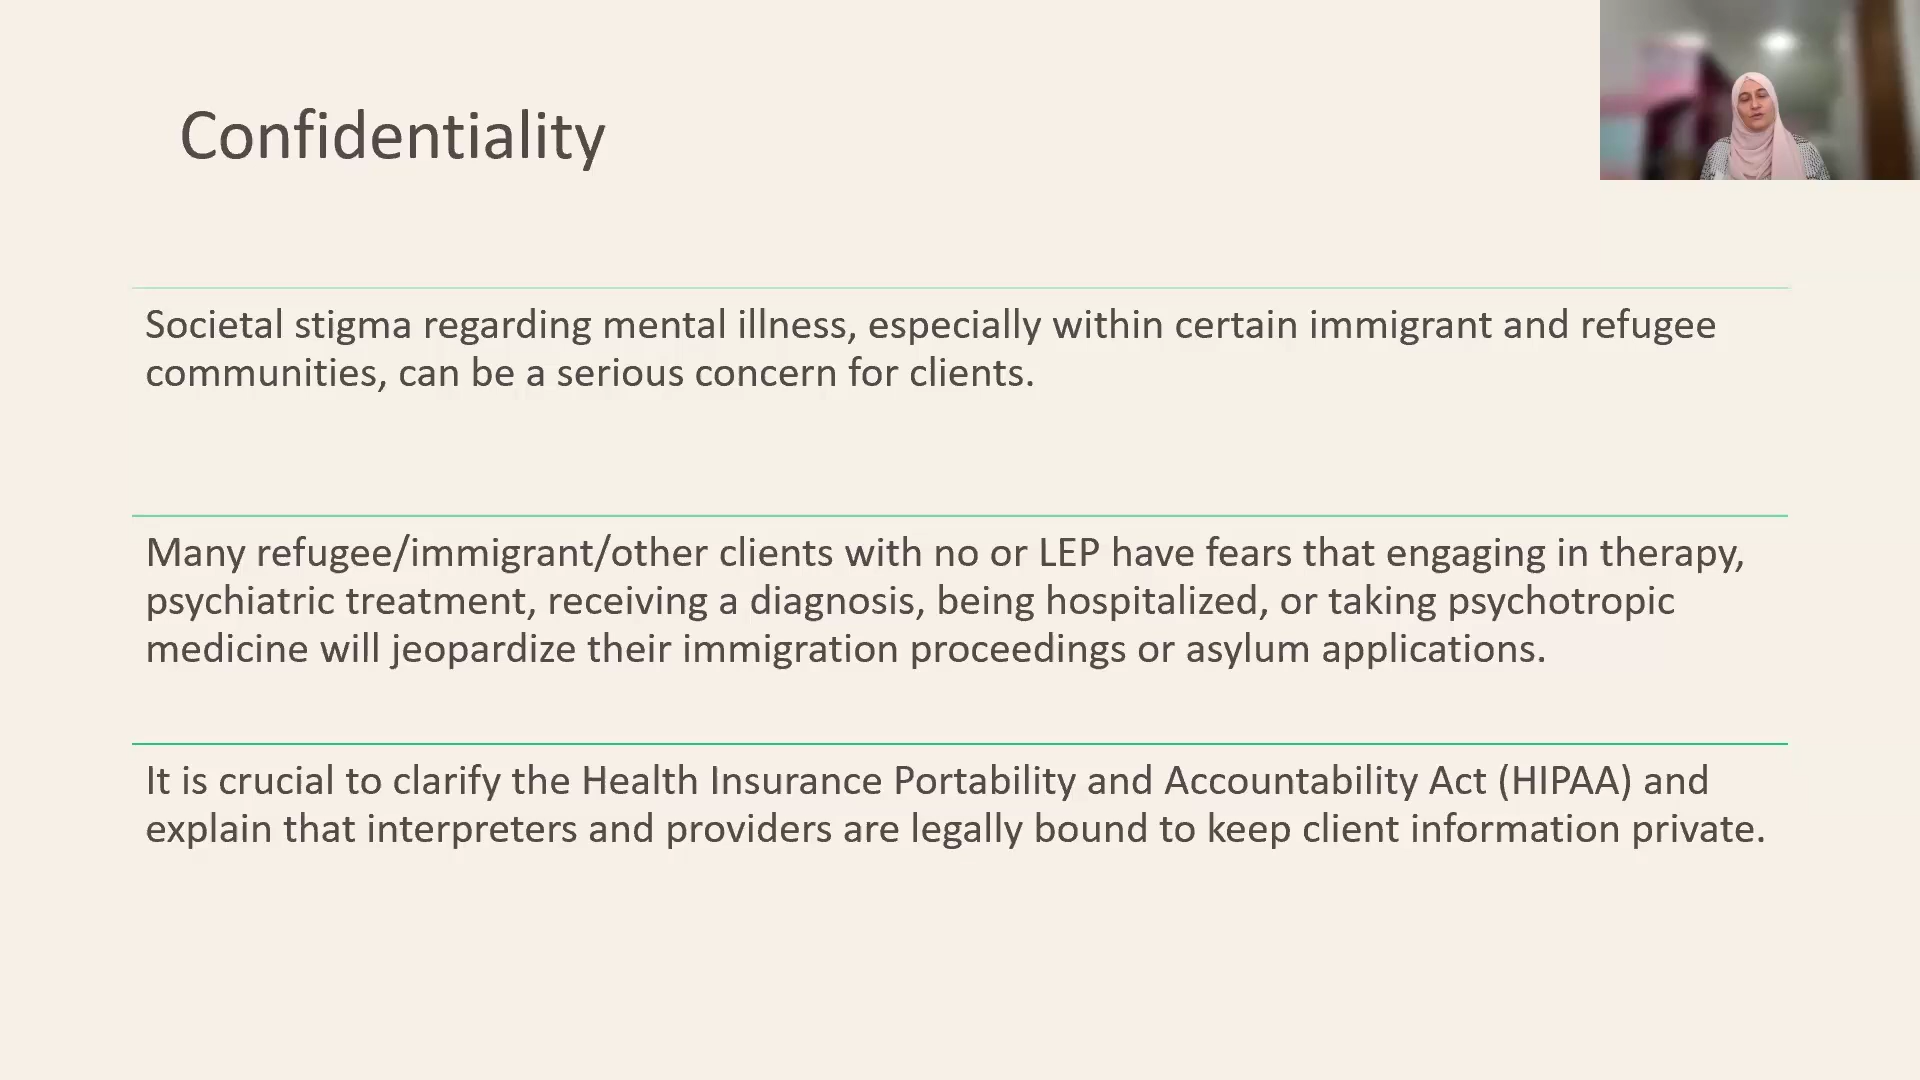 Confidentiality
Societal stigma regarding mental illness, especially within certain immigrant and refugee
communities, can be a serious concern for clients.
Many refugee/immigrant/other clients with no or LEP have fears that engaging in therapy,
psychiatric treatment, receiving a diagnosis, being hospitalized, or taking psychotropic
medicine will jeopardize their immigration proceedings or asylum applications.
It is crucial to clarify the Health Insurance Portability and Accountability Act (HIPAA) and
explain that interpreters and providers are legally bound to keep client information private.